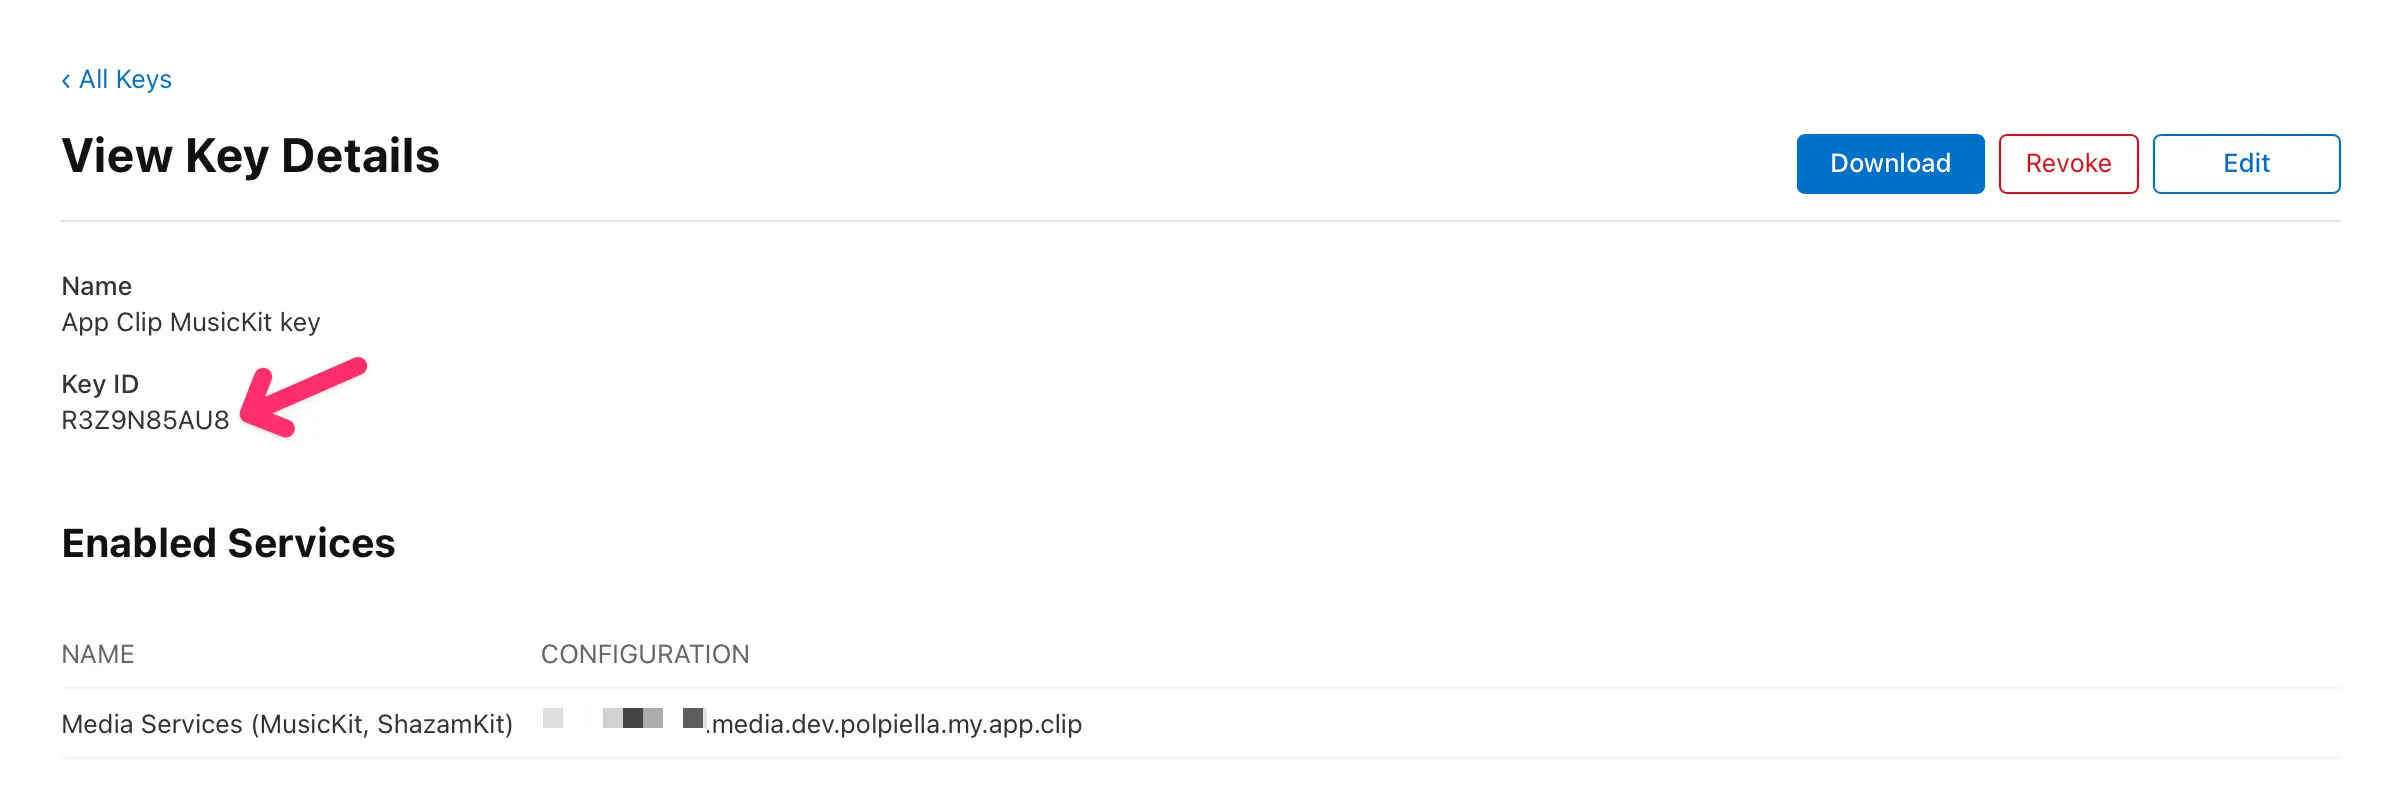 ‹ All Keys
View Key Details
Download
Revoke
Edit
Name
App Clip MusicKit key
Key ID
R3Z9N85AU8
Enabled Services
NAME CONFIGURATION
Media Services (MusicKit, ShazamKit) .media.dev.polpiella.my.app.clip